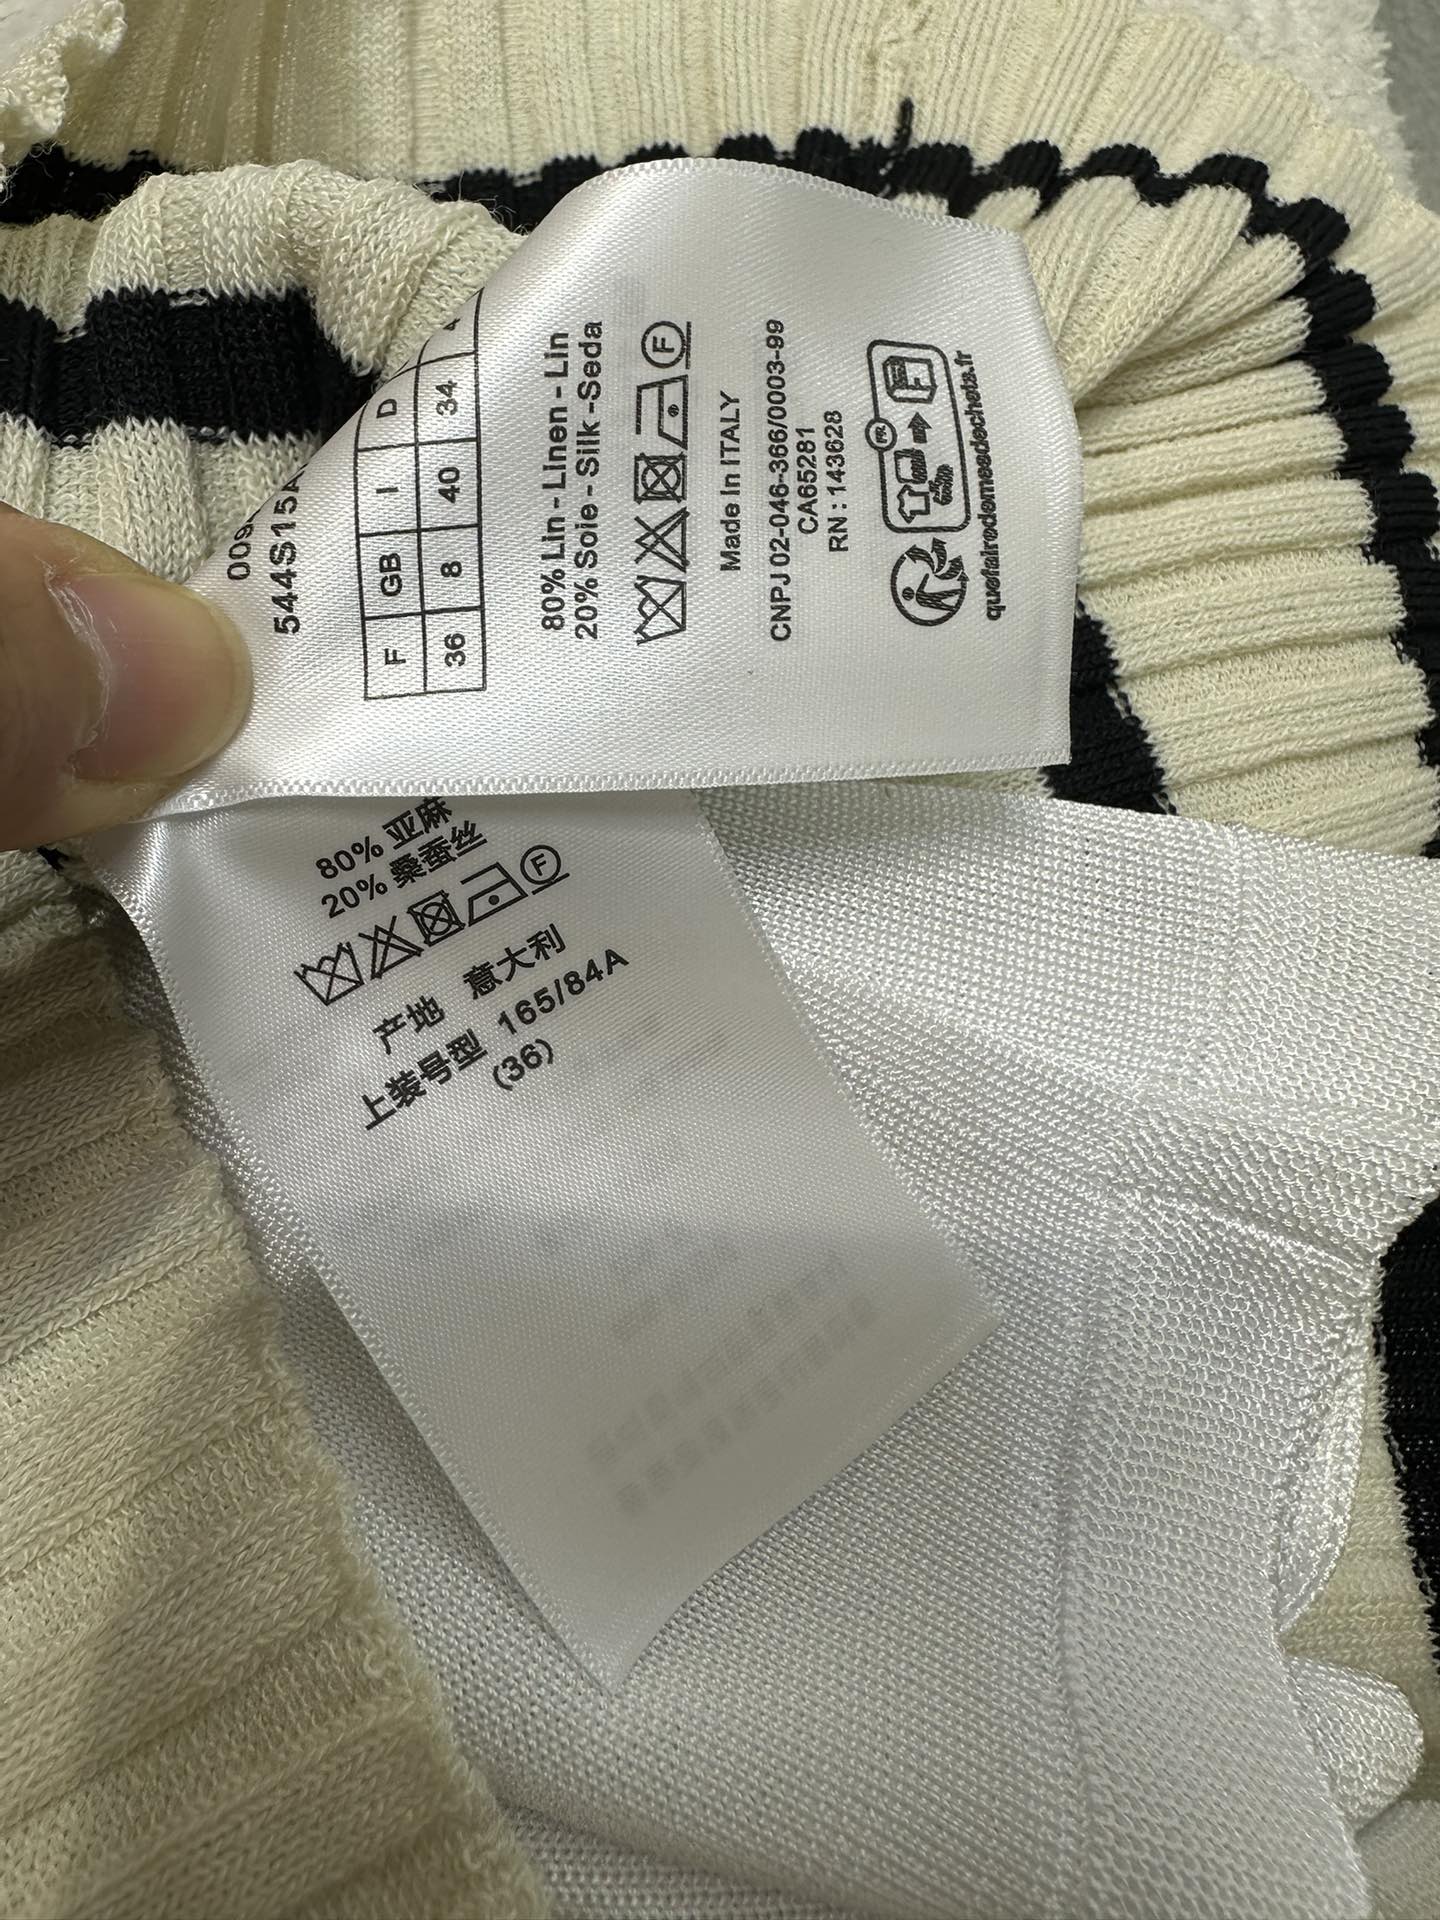 544S15A
F GB I D
36 8 40 34
80% Lin - Linen - Lin
20% Soie - Silk -Seda
F
Made In ITALY
CNPJ 02-046-366/0003-99
CA65281
RN : 143628
FR
quefairedemesdechets.fr
80% 亚麻
20% 桑蚕丝
F
产地 意大利
上装号型 165/84A
(36)